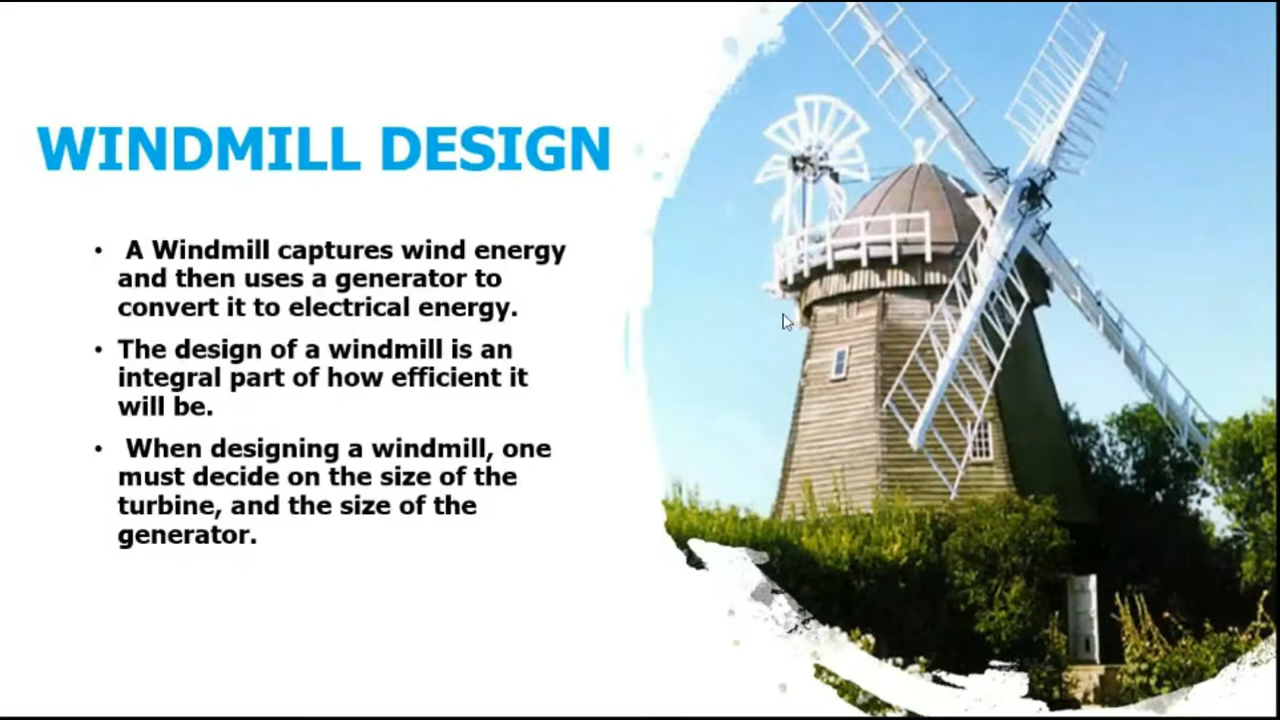 WINDMILL DESIGN
• A Windmill captures wind energy
and then uses a generator to
convert it to electrical energy.
• The design of a windmill is an
integral part of how efficient it
will be.
• When designing a windmill, one
must decide on the size of the
turbine, and the size of the
generator.